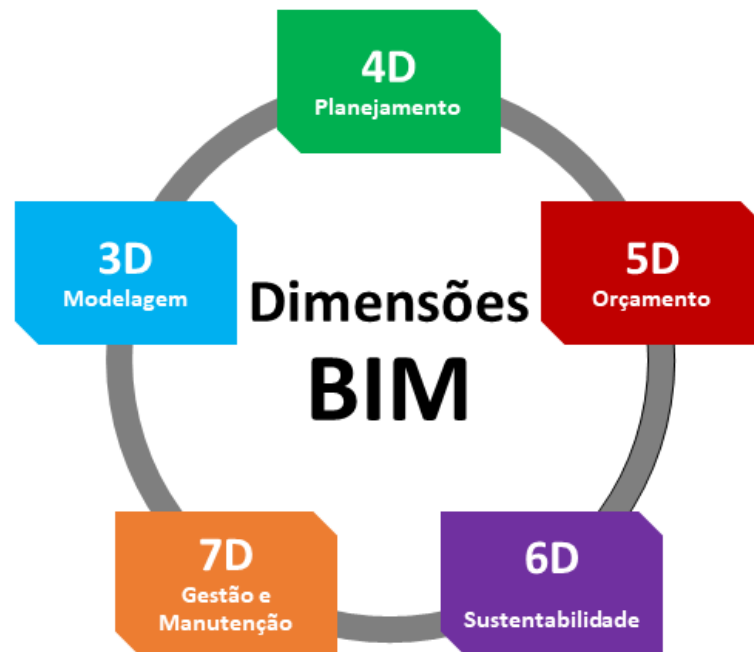 4D
Planejamento
3D
Modelagem
5D
Orçamento
Dimensões
BIM
7D
Gestão e
Manutenção
6D
Sustentabilidade